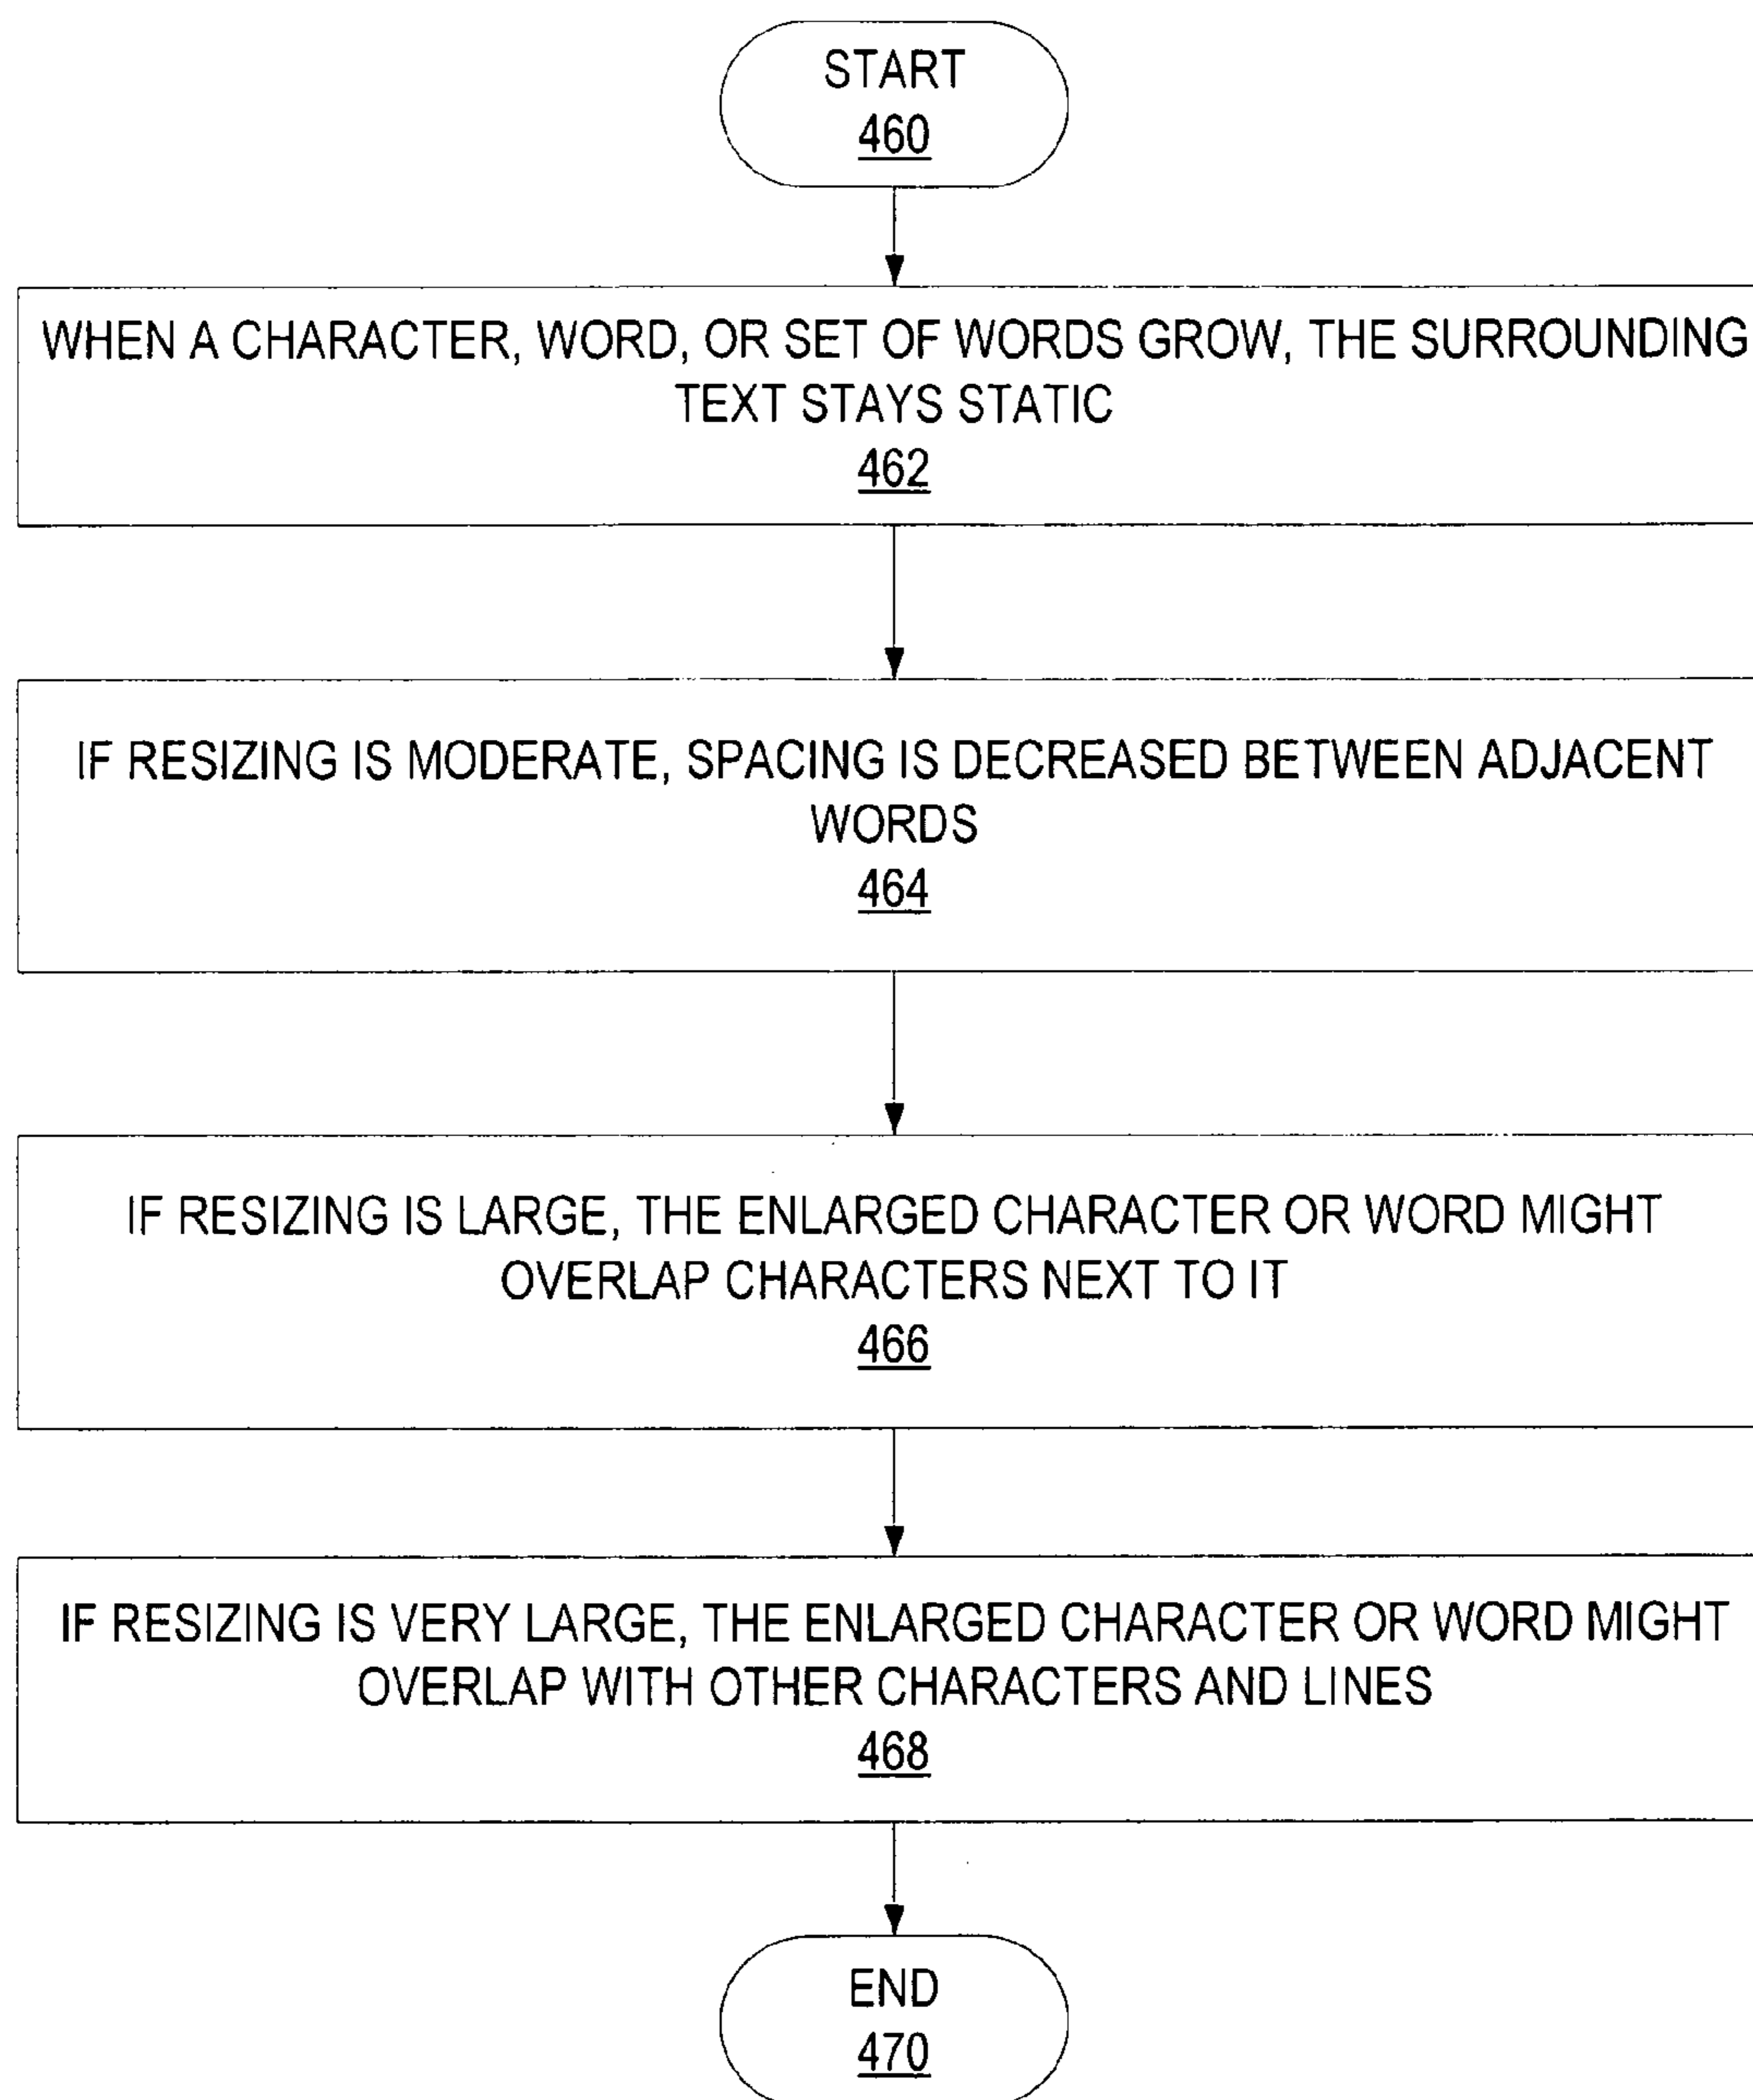 START
460
WHEN A CHARACTER, WORD, OR SET OF WORDS GROW, THE SURROUNDING
TEXT STAYS STATIC
462
IF RESIZING IS MODERATE, SPACING IS DECREASED BETWEEN ADJACENT
WORDS
464
IF RESIZING IS LARGE, THE ENLARGED CHARACTER OR WORD MIGHT
OVERLAP CHARACTERS NEXT TO IT
466
IF RESIZING IS VERY LARGE, THE ENLARGED CHARACTER OR WORD MIGHT
OVERLAP WITH OTHER CHARACTERS AND LINES
468
END
470